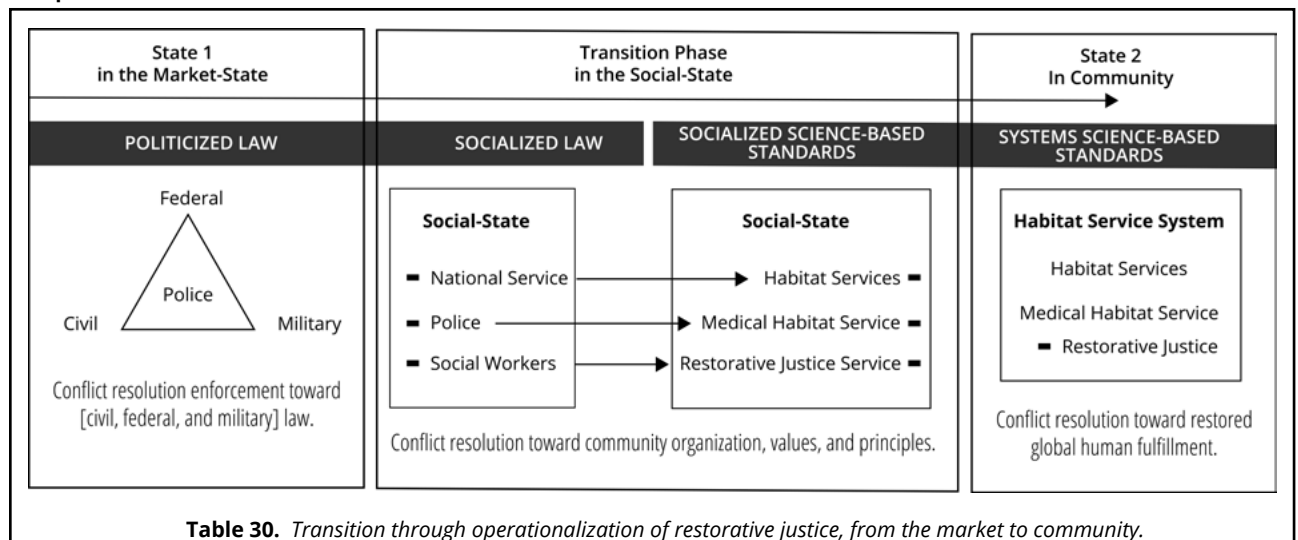 State 1
in the Market-State
Transition Phase
in the Social-State
State 2
In Community
POLITICIZED LAW
SOCIALIZED LAW
SOCIALIZED SCIENCE-BASED
STANDARDS
SYSTEMS SCIENCE-BASED
STANDARDS
Federal
Police
Civil
Military
Conflict resolution enforcement toward
[civil, federal, and military] law.
Social-State
National Service
Police
Social Workers
Social-State
Habitat Services
Medical Habitat Service
Restorative Justice Service
Conflict resolution toward community organization, values, and principles.
Habitat Service System
Habitat Services
Medical Habitat Service
Restorative Justice
Conflict resolution toward restored
global human fulfillment.
Table 30. Transition through operationalization of restorative justice, from the market to community.